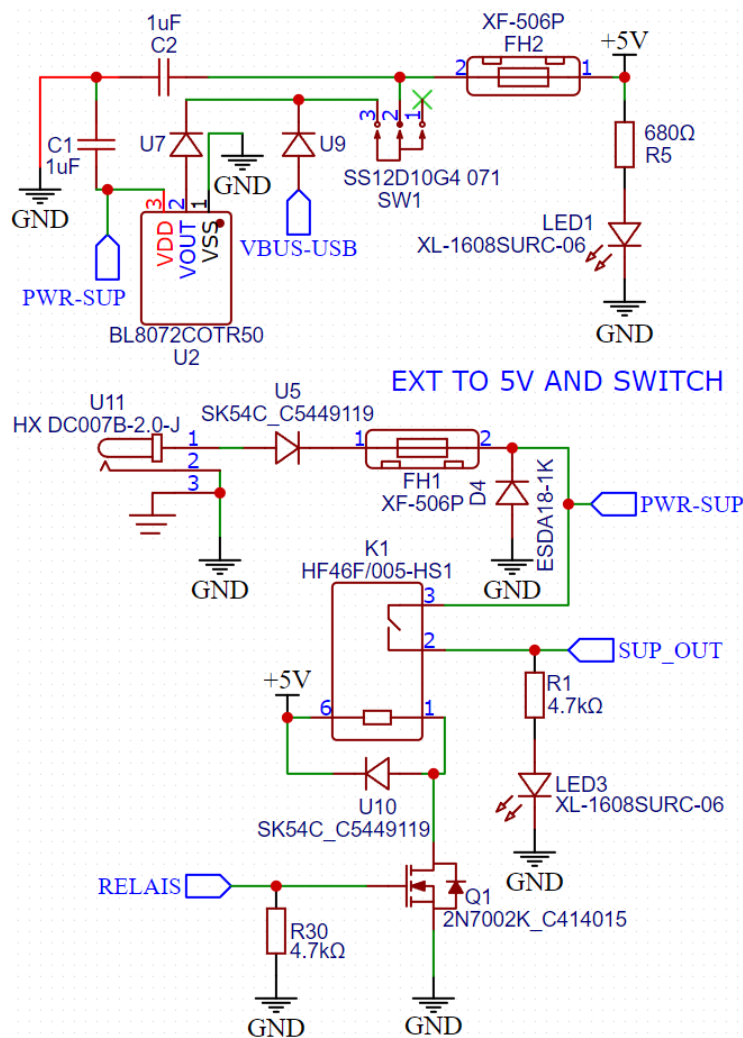 1uF
C2
XF-506P
FH2
+5V
2
1
C1
1uF
U7
U9
3
2
1
680Ω
R5
GND
GND
SS12D10G4 071
SW1
LED1
XL-1608SURC-06
3
2
1
VDD
VOUT
VSS
VBUS-USB
PWR-SUP
GND
BL8072COTR50
U2
EXT TO 5V AND SWITCH
U11
HX DC007B-2.0-J
U5
SK54C_C5449119
1
2
3
1
2
FH1
XF-506P
D4
ESDA18-1K
PWR-SUP
GND
GND
K1
HF46F/005-HS1
3
2
SUP_OUT
+5V
6
1
R1
4.7kΩ
U10
SK54C_C5449119
LED3
XL-1608SURC-06
GND
RELAIS
Q1
2N7002K_C414015
R30
4.7kΩ
GND
GND